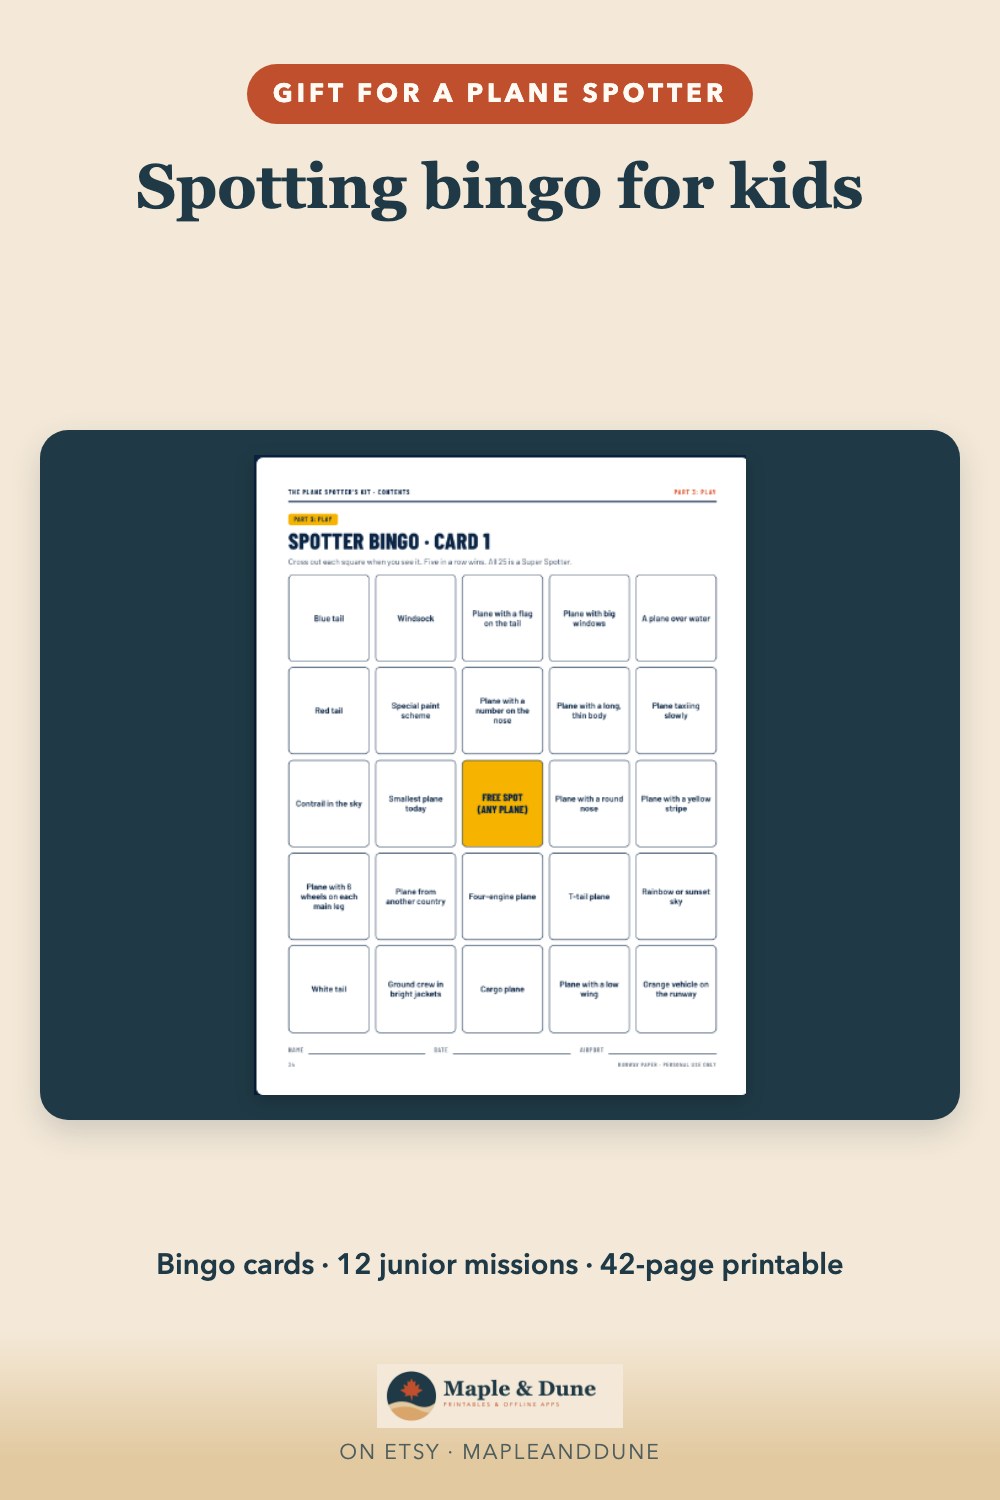 GIFT FOR A PLANE SPOTTER
Spotting bingo for kids
THE PLANE SPOTTER'S KIT · CONTENTS
PART 3: PLAY
PART 3: PLAY
SPOTTER BINGO · CARD 1
Cross out each square when you see it. Five in a row wins. All 25 is a Super Spotter.
Blue tail
Windsock
Plane with a flag
on the tail
Plane with big
windows
A plane over water
Red tail
Special paint
scheme
Plane with a
number on the
nose
Plane with a long,
thin body
Plane taxiing
slowly
Contrail in the sky
Smallest plane
today
FREE SPOT
(ANY PLANE)
Plane with a round
nose
Plane with a yellow
stripe
Plane with 6
wheels on each
main leg
Plane from
another country
Four-engine plane
T-tail plane
Rainbow or sunset
sky
White tail
Ground crew in
bright jackets
Cargo plane
Plane with a low
wing
Orange vehicle on
the runway
NAME
DATE
AIRPORT
RUNWAY PAPER · PERSONAL USE ONLY
Bingo cards · 12 junior missions · 42-page printable
Maple & Dune
PRINTABLES & OFFLINE APPS
ON ETSY · MAPLEANDDUNE